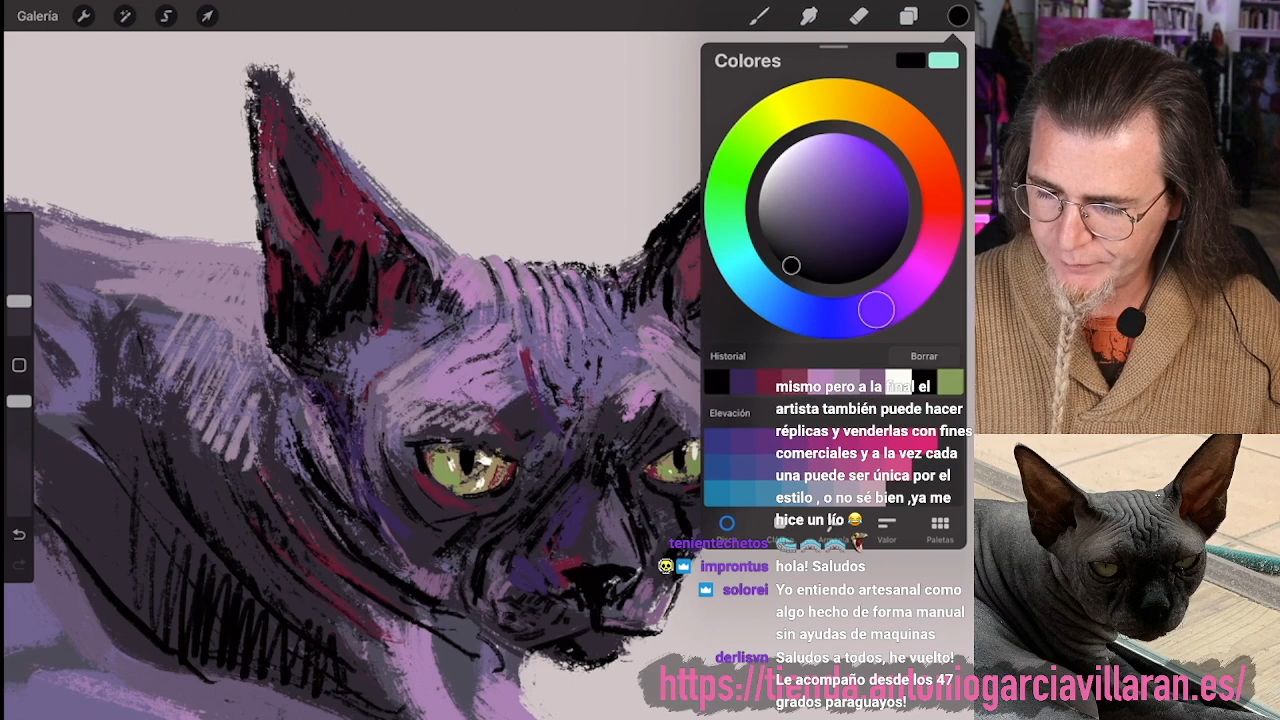 Galería
Colores
Historial
Borrar
mismo pero a la final el
artista también puede hacer
Elevación
réplicas y venderlas con fines
comerciales y a la vez cada
una puede ser única por el
estilo , o no sé bien ,ya me
hice un lío 😂
Valor
Paletas
tenientechetos
improntus hola! Saludos
solorei Yo entiendo artesanal como
algo hecho de forma manual
sin ayudas de maquinas
derlisvn Saludos a todos, he vuelto!
Le acompaño desde los 47
grados paraguayos!
https://tienda.antoniogarciavillaran.es/